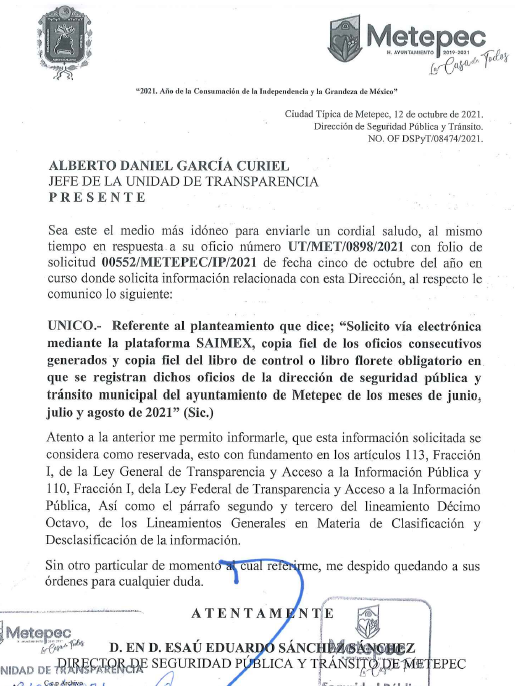 Metepec
H. AYUNTAMIENTO 2019-2021
La Casa de Todos
“2021. Año de la Consumación de la Independencia y la Grandeza de México”
Ciudad Típica de Metepec, 12 de octubre de 2021.
Dirección de Seguridad Pública y Tránsito.
NO. OF DSPyT/08474/2021.
ALBERTO DANIEL GARCÍA CURIEL
JEFE DE LA UNIDAD DE TRANSPARENCIA
P R E S E N T E
Sea este el medio más idóneo para enviarle un cordial saludo, al mismo
tiempo en respuesta a su oficio número UT/MET/0898/2021 con folio de
solicitud 00552/METEPEC/IP/2021 de fecha cinco de octubre del año en
curso donde solicita información relacionada con esta Dirección, al respecto le
comunico lo siguiente:
UNICO.- Referente al planteamiento que dice; “Solicito vía electrónica
mediante la plataforma SAIMEX, copia fiel de los oficios consecutivos
generados y copia fiel del libro de control o libro florete obligatorio en
que se registran dichos oficios de la dirección de seguridad pública y
tránsito municipal del ayuntamiento de Metepec de los meses de junio,
julio y agosto de 2021” (Sic.)
Atento a la anterior me permito informarle, que esta información solicitada se
considera como reservada, esto con fundamento en los artículos 113, Fracción
I, de la Ley General de Transparencia y Acceso a la Información Pública y
110, Fracción I, dela Ley Federal de Transparencia y Acceso a la Información
Pública, Así como el párrafo segundo y tercero del lineamiento Décimo
Octavo, de los Lineamientos Generales en Materia de Clasificación y
Desclasificación de la información.
Sin otro particular de momento al cual referirme, me despido quedando a sus
órdenes para cualquier duda.
A T E N T A M E N T E
Metepec
La Casa de Todos
Metepec
D. EN D. ESAÚ EDUARDO SÁNCHEZ SÁNCHEZ
NIDAD DE TRANSPARENCIA
DIRECTOR DE SEGURIDAD PÚBLICA Y TRÁNSITO DE METEPEC
C.c.p Archivo